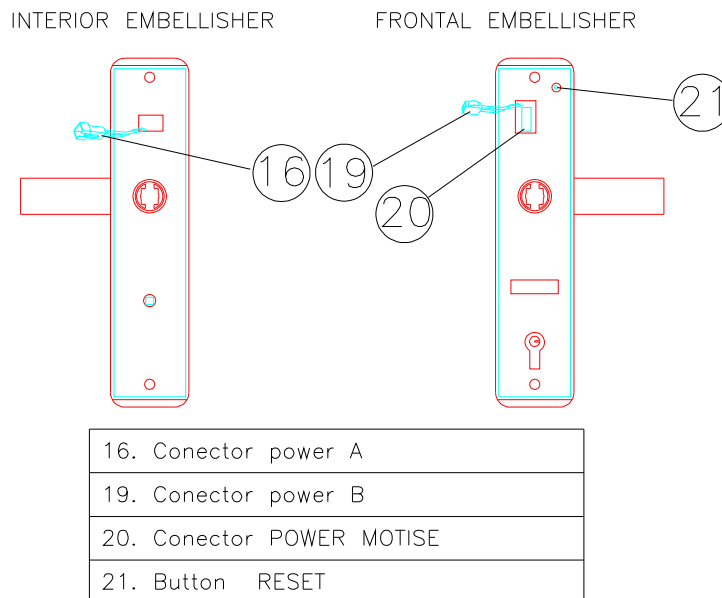 INTERIOR EMBELLISHER FRONTAL EMBELLISHER
21
16 19
20
16. Conector power A
19. Conector power B
20. Conector POWER MOTISE
21. Button RESET